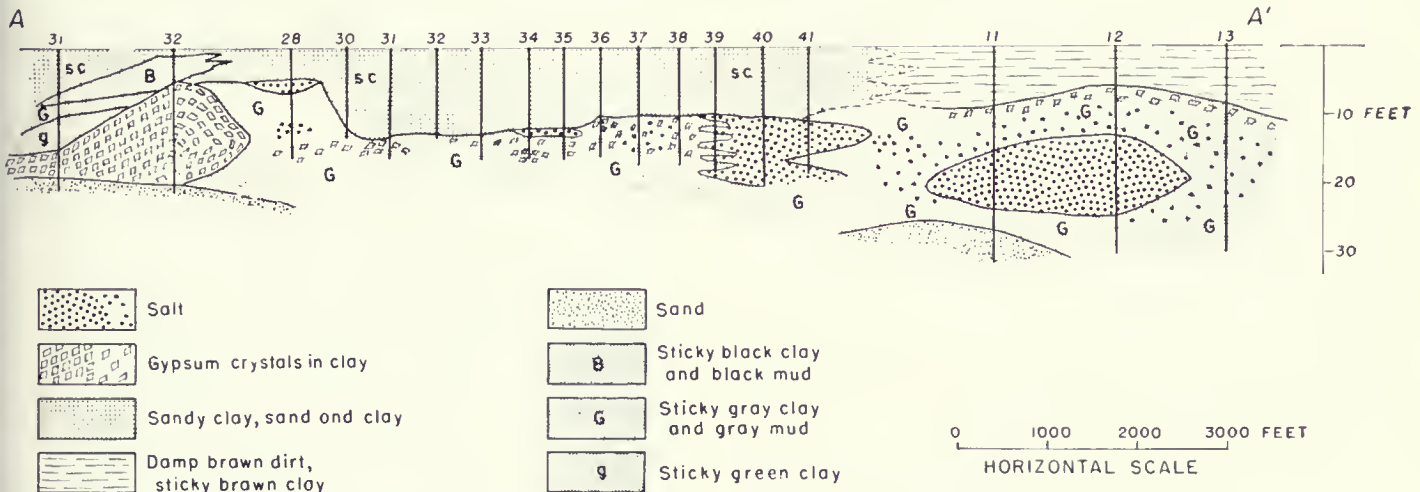 A A'
31 32 28 30 31 32 33 34 35 36 37 38 39 40 41 11 12 13
sc B sc sc
G G G
g G G G G G G G G
10 FEET
20
30
Salt
Gypsum crystals in clay
Sandy clay, sand ond clay
Damp brown dirt,
sticky brown clay
Sand
B Sticky black clay
and black mud
G Sticky gray clay
and gray mud
g Sticky green clay
0 1000 2000 3000 FEET
HORIZONTAL SCALE